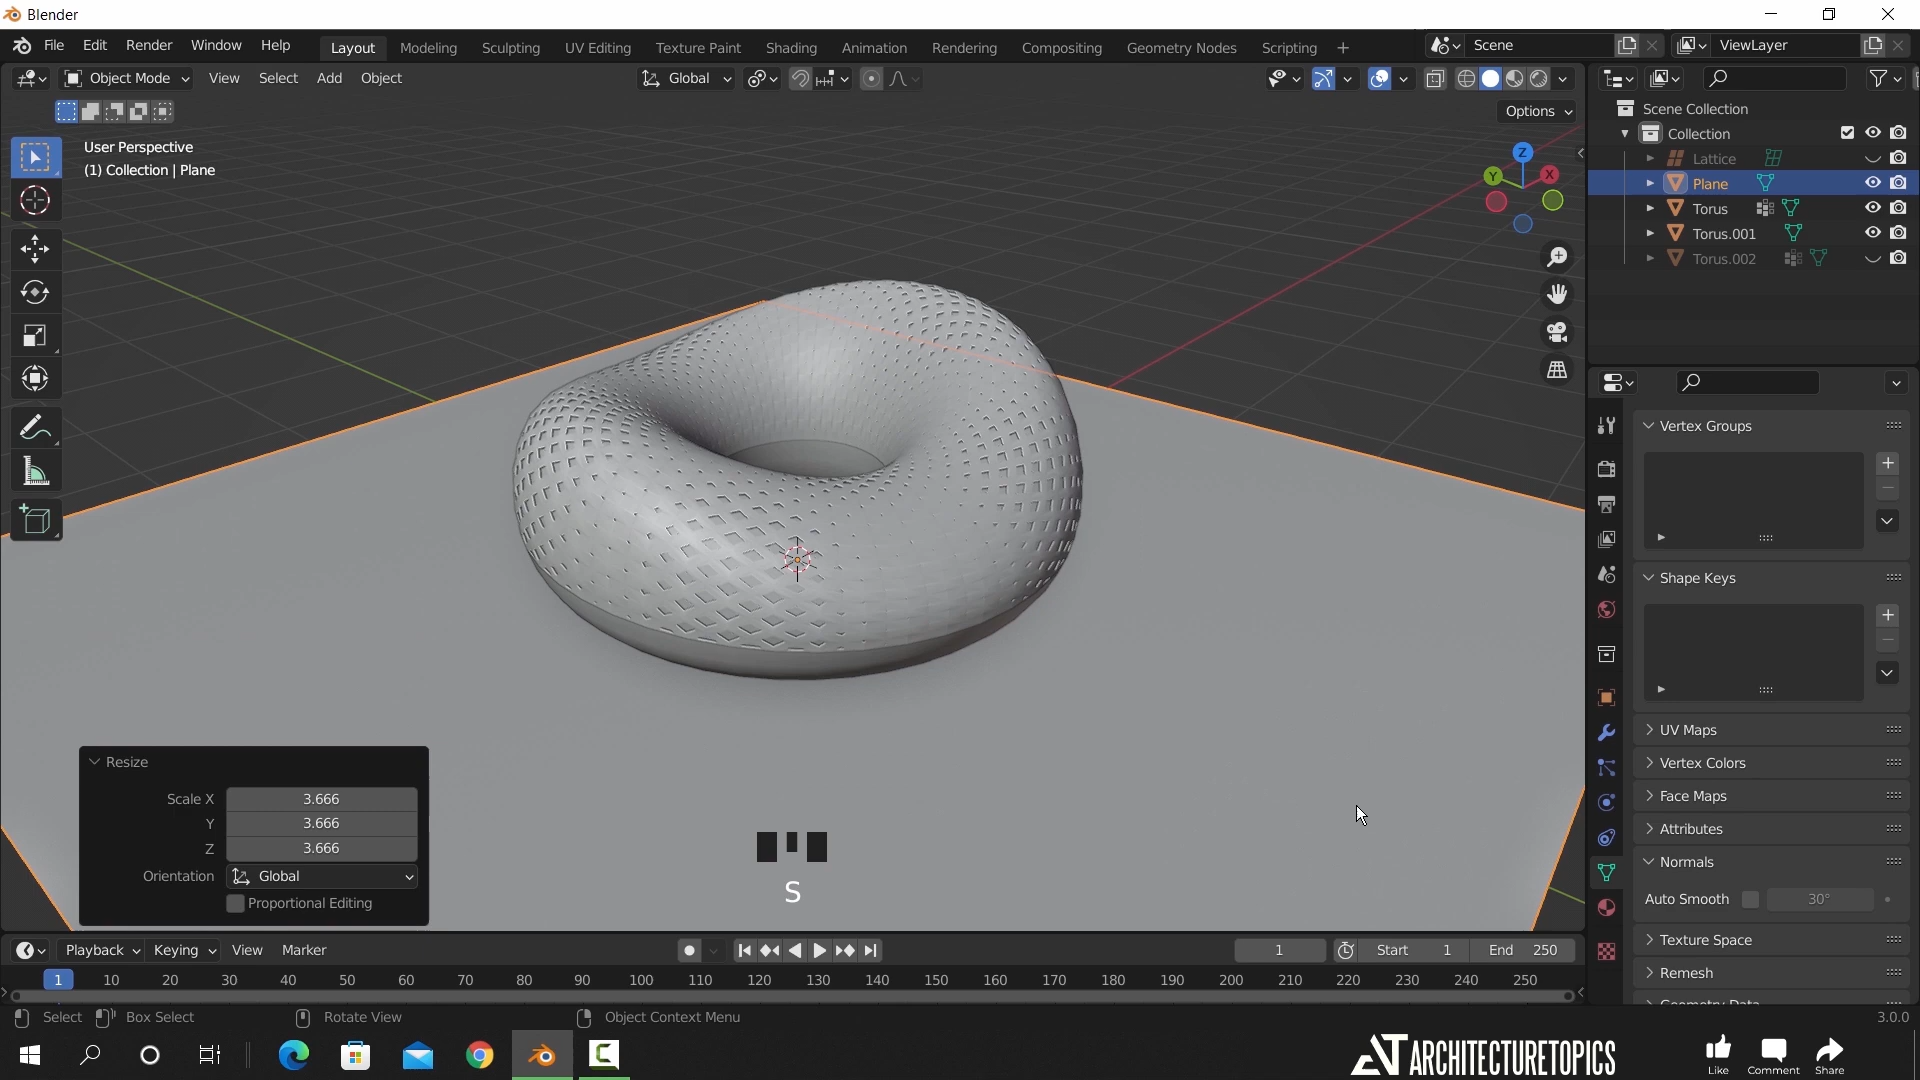 Blender
File Edit Render Window Help
Layout Modeling Sculpting UV Editing Texture Paint Shading Animation Rendering Compositing Geometry Nodes Scripting +
Scene
ViewLayer
Object Mode View Select Add Object
Global
Options
User Perspective
(1) Collection | Plane
Z
Y
X
Scene Collection
Collection
Lattice
Plane
Torus
Torus.001
Torus.002
Vertex Groups
Shape Keys
UV Maps
Vertex Colors
Face Maps
Attributes
Normals
Auto Smooth 30°
Texture Space
Remesh
Geometry Data
Resize
Scale X 3.666
Y 3.666
Z 3.666
Orientation Global
Proportional Editing
S
Playback Keying View Marker
1 Start 1 End 250
1 10 20 30 40 50 60 70 80 90 100 110 120 130 140 150 160 170 180 190 200 210 220 230 240 250
Select Box Select Rotate View Object Context Menu 3.0.0
AT ARCHITECTURETOPICS
Like Comment Share